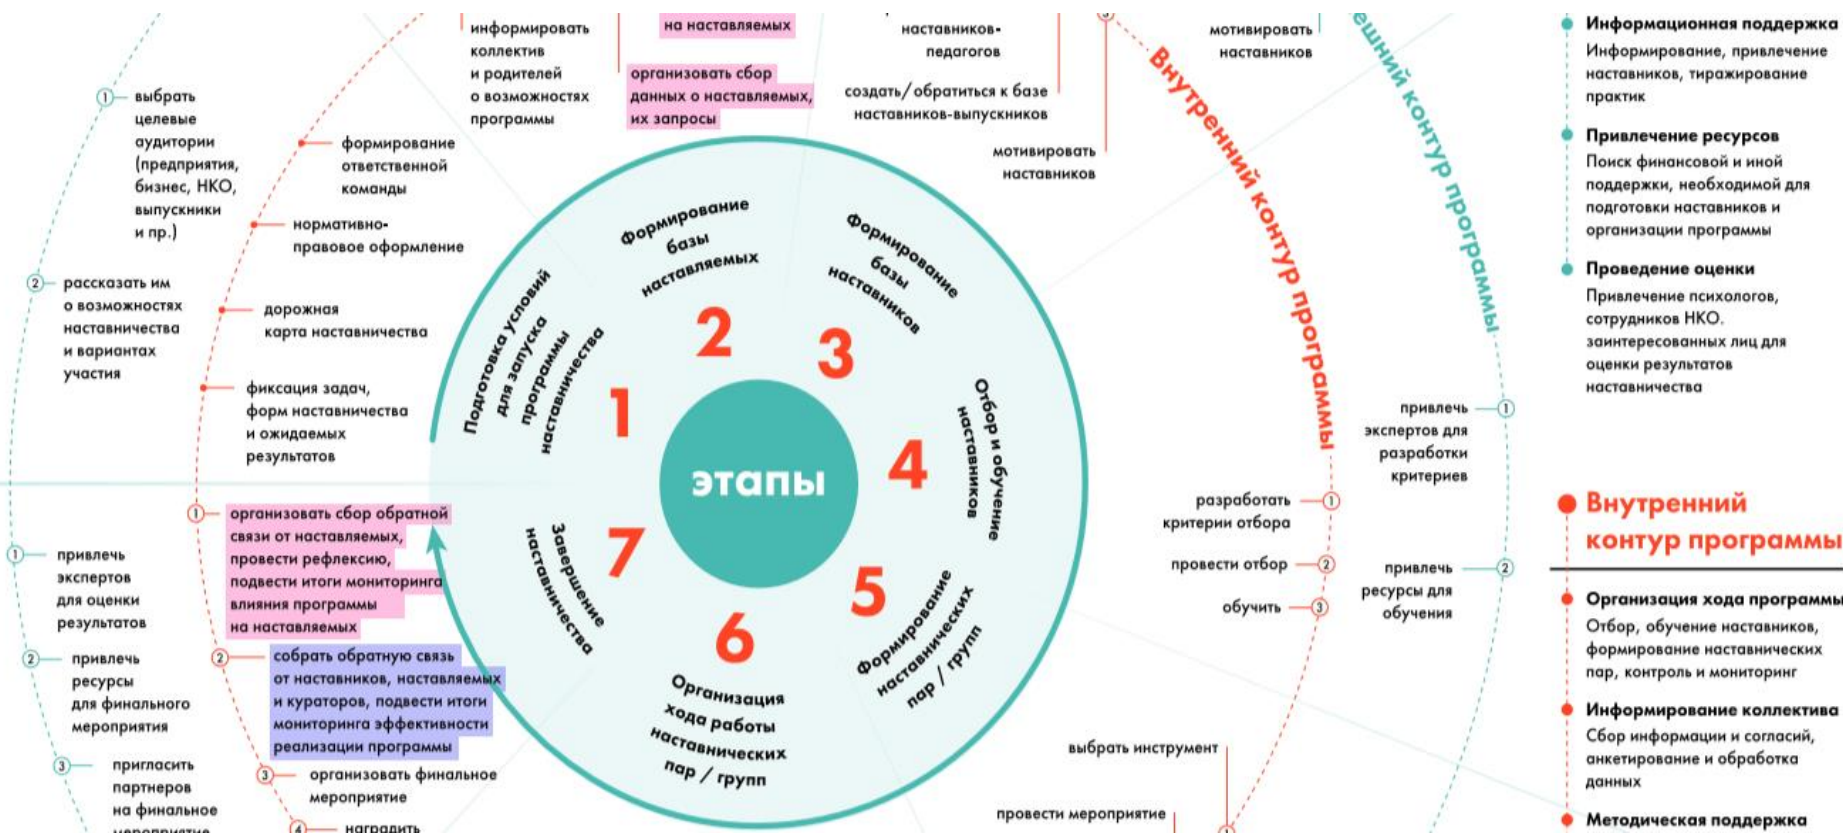 информировать
коллектив
и родителей
о возможностях
программы
на наставляемых
организовать сбор
данных о наставляемых,
их запросы
наставников-
педагогов
создать/обратиться к базе
наставников-выпускников
3
мотивировать
наставников
мотивировать
наставников
Внутренний контур программы
ешний контур программы
1
выбрать
целевые
аудитории
(предприятия,
бизнес, НКО,
выпускники
и пр.)
2
рассказать им
о возможностях
наставничества
и вариантах
участия
формирование
ответственной
команды
нормативно-
правовое оформление
дорожная
карта наставничества
фиксация задач,
форм наставничества
и ожидаемых
результатов
этапы
1
Подготовка условий
для запуска
программы
наставничества
2
Формирование
базы
наставляемых
3
Формирование
базы
наставников
4
Отбор и обучение
наставников
5
Формирование
наставнических
пар / групп
6
Организация
хода работы
наставнических
пар / групп
7
Завершение
наставничества
1
организовать сбор обратной
связи от наставляемых,
провести рефлексию,
подвести итоги мониторинга
влияния программы
на наставляемых
2
собрать обратную связь
от наставников, наставляемых
и кураторов, подвести итоги
мониторинга эффективности
реализации программы
3
организовать финальное
мероприятие
4
наградить
1
привлечь
экспертов
для оценки
результатов
2
привлечь
ресурсы
для финального
мероприятия
3
пригласить
партнеров
на финальное
мероприятие
разработать
критерии отбора
1
провести отбор
2
обучить
3
привлечь
экспертов для
разработки
критериев
1
привлечь
ресурсы для
обучения
2
выбрать инструмент
провести мероприятие
1
Информационная поддержка
Информирование, привлечение
наставников, тиражирование
практик
Привлечение ресурсов
Поиск финансовой и иной
поддержки, необходимой для
подготовки наставников и
организации программы
Проведение оценки
Привлечение психологов,
сотрудников НКО.
заинтересованных лиц для
оценки результатов
наставничества
Внутренний
контур программы
Организация хода программы
Отбор, обучение наставников,
формирование наставнических
пар, контроль и мониторинг
Информирование коллектива
Сбор информации и согласий,
анкетирование и обработка
данных
Методическая поддержка